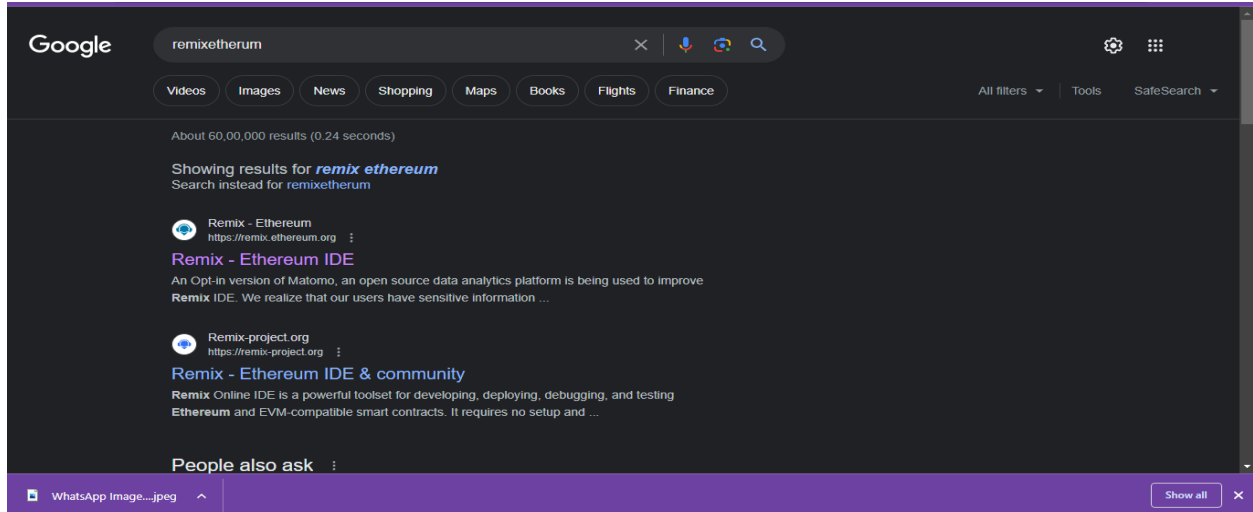 Google
remixetherum
Videos Images News Shopping Maps Books Flights Finance
All filters Tools SafeSearch
About 60,00,000 results (0.24 seconds)
Showing results for remix ethereum
Search instead for remixetherum
Remix - Ethereum
https://remix.ethereum.org
Remix - Ethereum IDE
An Opt-in version of Matomo, an open source data analytics platform is being used to improve
Remix IDE. We realize that our users have sensitive information ...
Remix-project.org
https://remix-project.org
Remix - Ethereum IDE & community
Remix Online IDE is a powerful toolset for developing, deploying, debugging, and testing
Ethereum and EVM-compatible smart contracts. It requires no setup and ...
People also ask
WhatsApp Image....jpeg
Show all